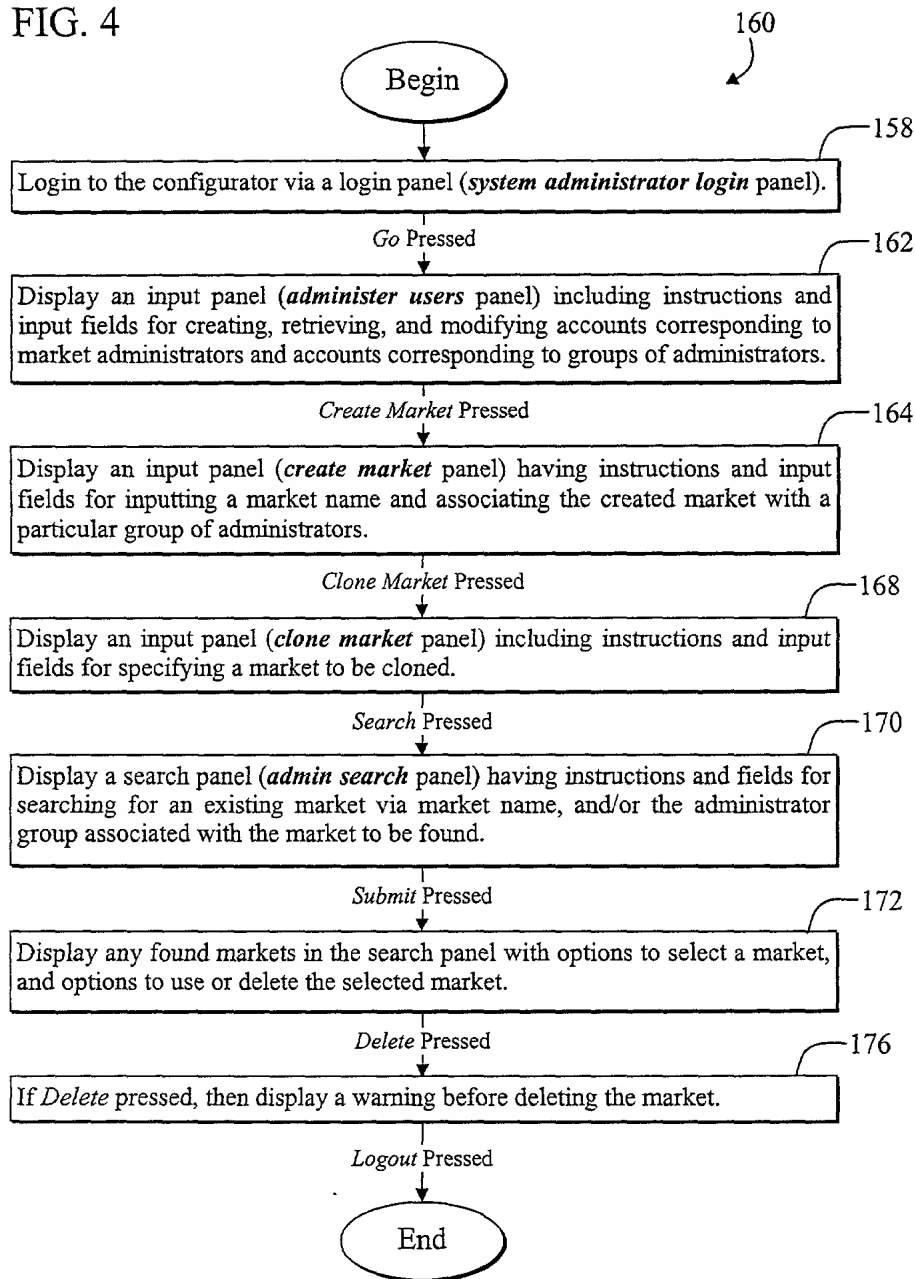 FIG. 4
160
Begin
158
Login to the configurator via a login panel (system administrator login panel).
Go Pressed
162
Display an input panel (administer users panel) including instructions and
input fields for creating, retrieving, and modifying accounts corresponding to
market administrators and accounts corresponding to groups of administrators.
Create Market Pressed
164
Display an input panel (create market panel) having instructions and input
fields for inputting a market name and associating the created market with a
particular group of administrators.
Clone Market Pressed
168
Display an input panel (clone market panel) including instructions and input
fields for specifying a market to be cloned.
Search Pressed
170
Display a search panel (admin search panel) having instructions and fields for
searching for an existing market via market name, and/or the administrator
group associated with the market to be found.
Submit Pressed
172
Display any found markets in the search panel with options to select a market,
and options to use or delete the selected market.
Delete Pressed
176
If Delete pressed, then display a warning before deleting the market.
Logout Pressed
End